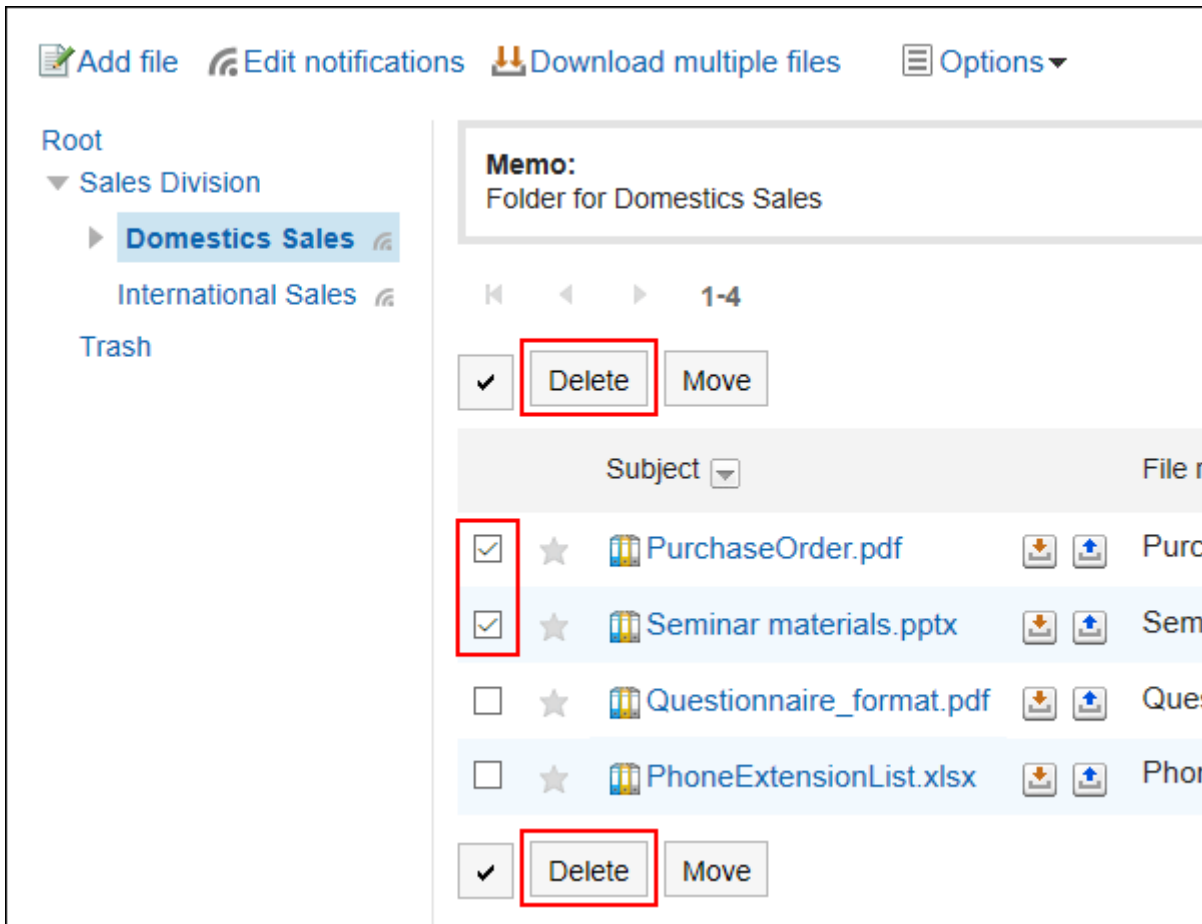 Add file Edit notifications Download multiple files Options
Root
Sales Division
Domestics Sales
International Sales
Trash
Memo:
Folder for Domestics Sales
1-4
Delete Move
Subject File
PurchaseOrder.pdf
Seminar materials.pptx
Questionnaire_format.pdf
PhoneExtensionList.xlsx
Delete Move